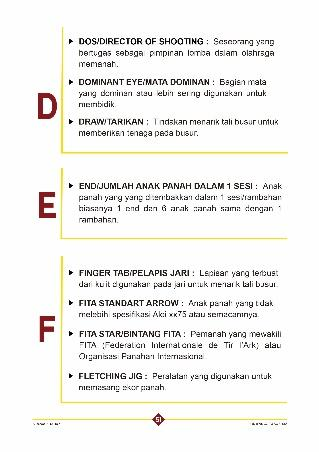 ▶ DOS/DIRECTOR OF SHOOTING : Seseorang yang
bertugas sebagai pimpinan lomba dalam olahraga
memanah.
▶ DOMINANT EYE/MATA DOMINAN : Bagian mata
yang dominan atau lebih sering digunakan untuk
membidik.
D
▶ DRAW/TARIKAN : Tindakan menarik tali busur untuk
memberikan tenaga pada busur.
▶ END/JUMLAH ANAK PANAH DALAM 1 SESI : Anak
panah yang yang ditembakkan dalam 1 sesi/rambahan
E
biasanya 1 end dari 6 anak panah sama dengan 1
rambahan.
▶ FINGER TAB/PELAPIS JARI : Lapisan yang terbuat
dari kulit digunakan pada jari untuk menarik tali busur.
▶ FITA STANDART ARROW : Anak panah yang tidak
melebihi spesifikasi Aloi xx75 atau semacamnya.
F
▶ FITA STAR/BINTANG FITA : Pemanah yang mewakili
FITA (Federation Internationale de Tir l'Ark) atau
Organisasi Panahan Internasional.
▶ FLETCHING JIG : Peralatan yang digunakan untuk
memasang ekor panah.
51